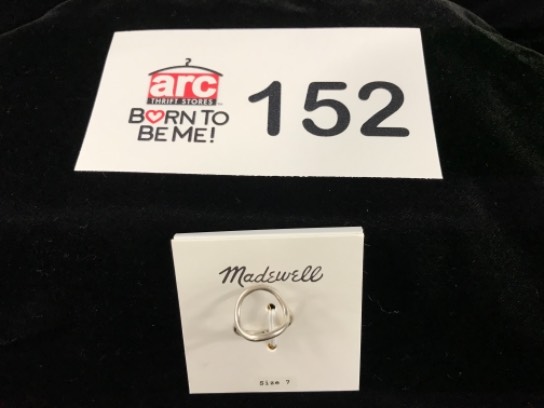 arc
THRIFT STORES
BORN TO
BE ME!
152
Madewell
Size 7